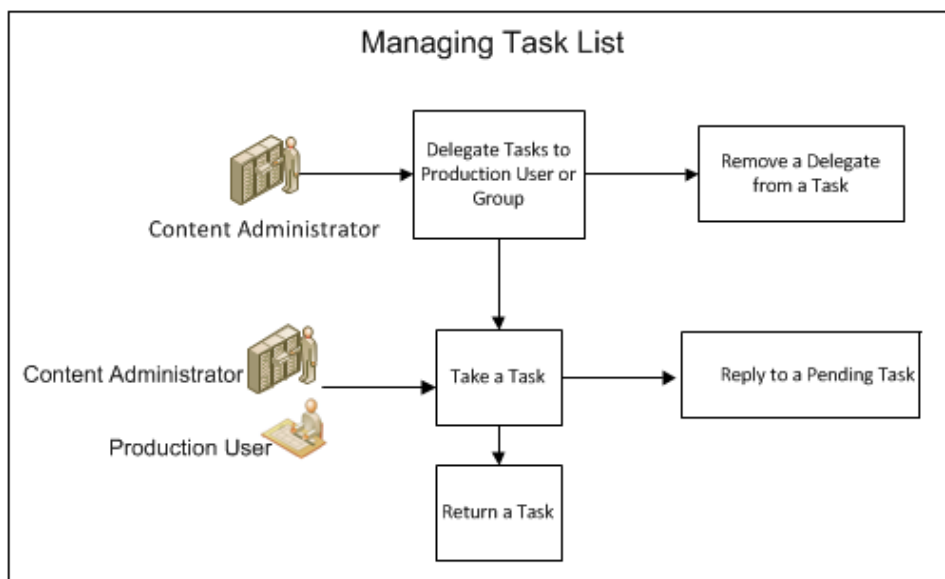 Managing Task List
Delegate Tasks to
Production User or
Group
Remove a Delegate
from a Task
Content Administrator
Content Administrator
Take a Task
Reply to a Pending Task
Production User
Return a Task